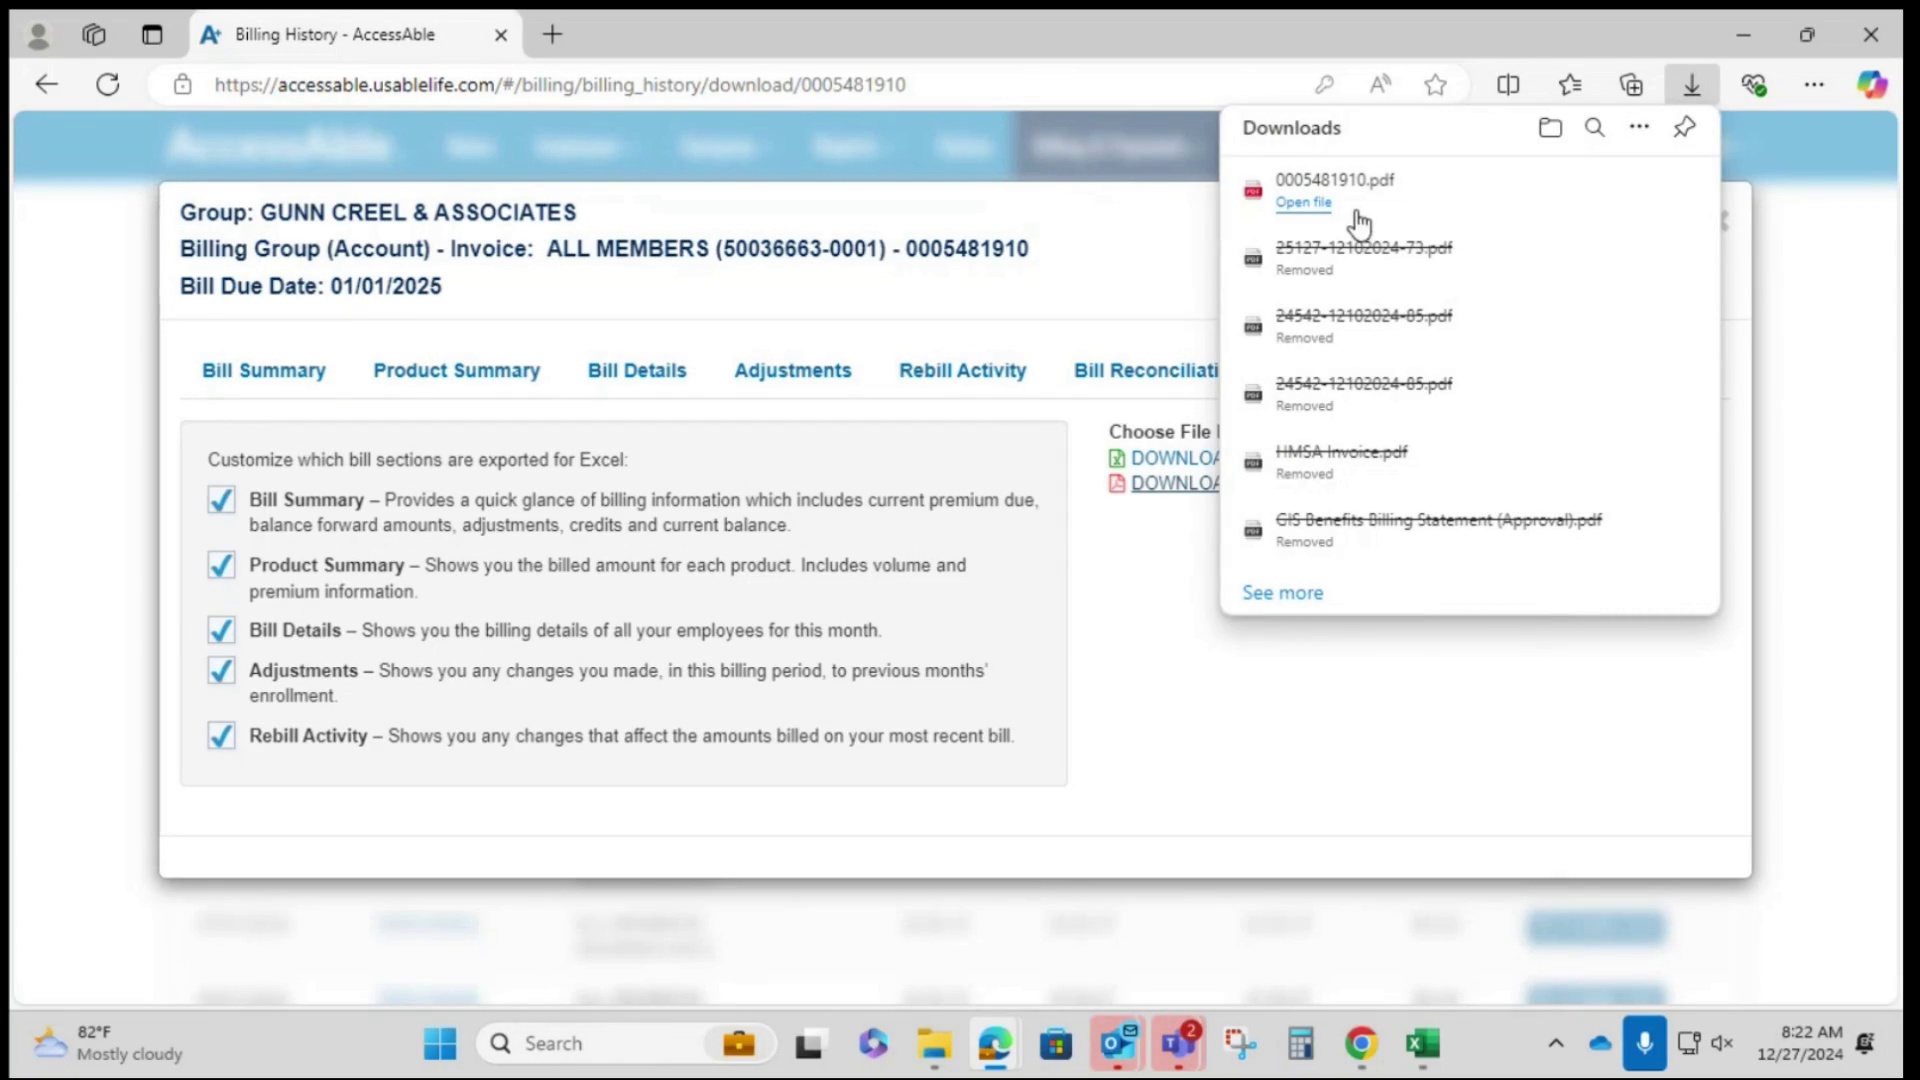 Billing History - AccessAble
https://accessable.usablelife.com/#/billing/billing_history/download/0005481910
AccessAble
Downloads
0005481910.pdf
Open file
25127-12102024-73.pdf
Removed
24542-12102024-85.pdf
Removed
24542-12102024-85.pdf
Removed
HMSA Invoice.pdf
Removed
GIS Benefits Billing Statement (Approval).pdf
Removed
See more
Group: GUNN CREEL & ASSOCIATES
Billing Group (Account) - Invoice: ALL MEMBERS (50036663-0001) - 0005481910
Bill Due Date: 01/01/2025
Bill Summary Product Summary Bill Details Adjustments Rebill Activity Bill Reconciliati
Customize which bill sections are exported for Excel:
Bill Summary – Provides a quick glance of billing information which includes current premium due,
balance forward amounts, adjustments, credits and current balance.
Product Summary – Shows you the billed amount for each product. Includes volume and
premium information.
Bill Details – Shows you the billing details of all your employees for this month.
Adjustments – Shows you any changes you made, in this billing period, to previous months'
enrollment.
Rebill Activity – Shows you any changes that affect the amounts billed on your most recent bill.
Choose File
DOWNLOA
DOWNLOA
82°F
Mostly cloudy
Search
2
8:22 AM
12/27/2024